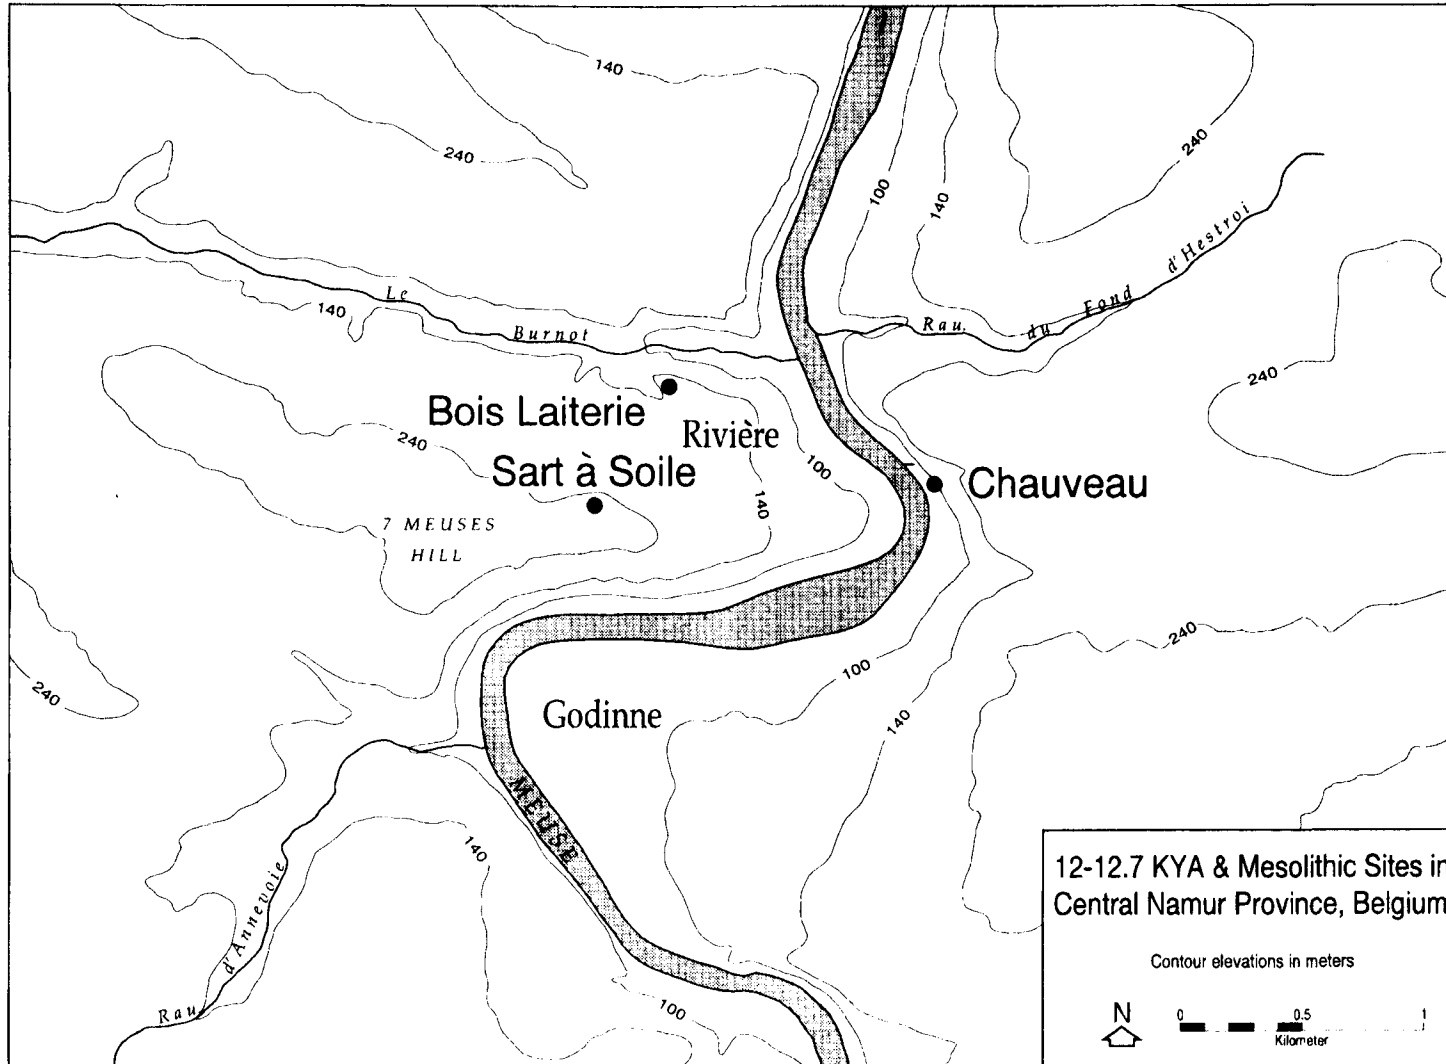 140
240
240
100
140
Rau. du Fond d'Hestroi
Le Burnot
140
240
Bois Laiterie
Rivière
240
100
Sart à Soile
Chauveau
140
7 MEUSES
HILL
240
100
240
Godinne
140
MEUSE
140
Rau d'Annevoie
100
12-12.7 KYA & Mesolithic Sites in
Central Namur Province, Belgium
Contour elevations in meters
N
0 0.5 1
Kilometer